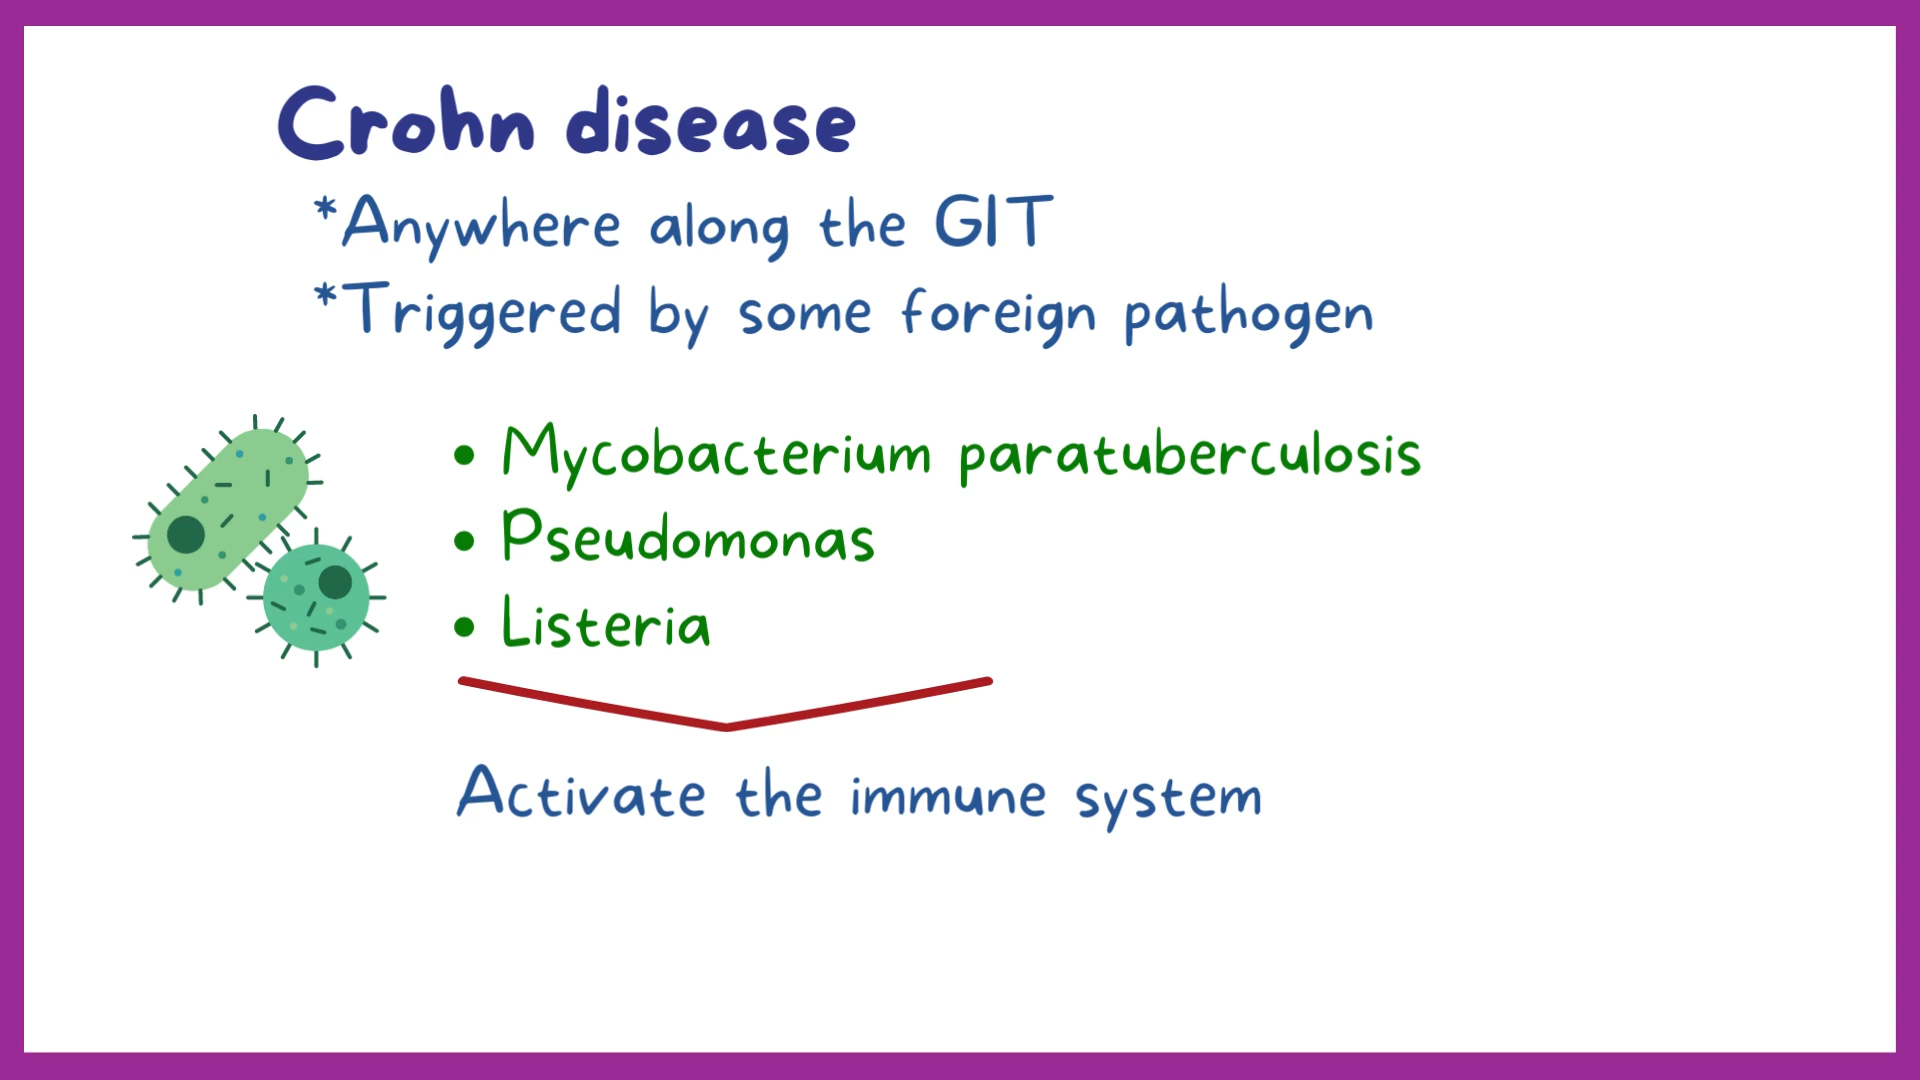 Crohn disease
*Anywhere along the GIT
*Triggered by some foreign pathogen
• Mycobacterium paratuberculosis
• Pseudomonas
• Listeria
Activate the immune system